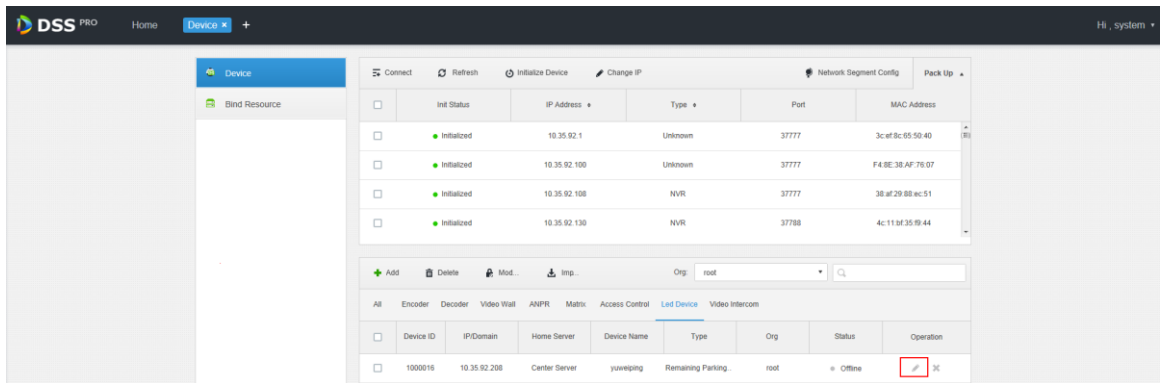 DSS PRO Home Device × + Hi , system
Device
Bind Resource
Connect Refresh Initialize Device Change IP Network Segment Config Pack Up
Init Status IP Address Type Port MAC Address
Initialized 10.35.92.1 Unknown 37777 3c:ef:8c:65:50:40
Initialized 10.35.92.100 Unknown 37777 F4:8E:38:AF:76:07
Initialized 10.35.92.108 NVR 37777 38:af:29:88:ec:51
Initialized 10.35.92.130 NVR 37788 4c:11:bf:35:f9:44
Add Delete Mod... Imp... Org: root
All Encoder Decoder Video Wall ANPR Matrix Access Control Led Device Video Intercom
Device ID IP/Domain Home Server Device Name Type Org Status Operation
1000016 10.35.92.208 Center Server yuweiping Remaining Parking... root Offline